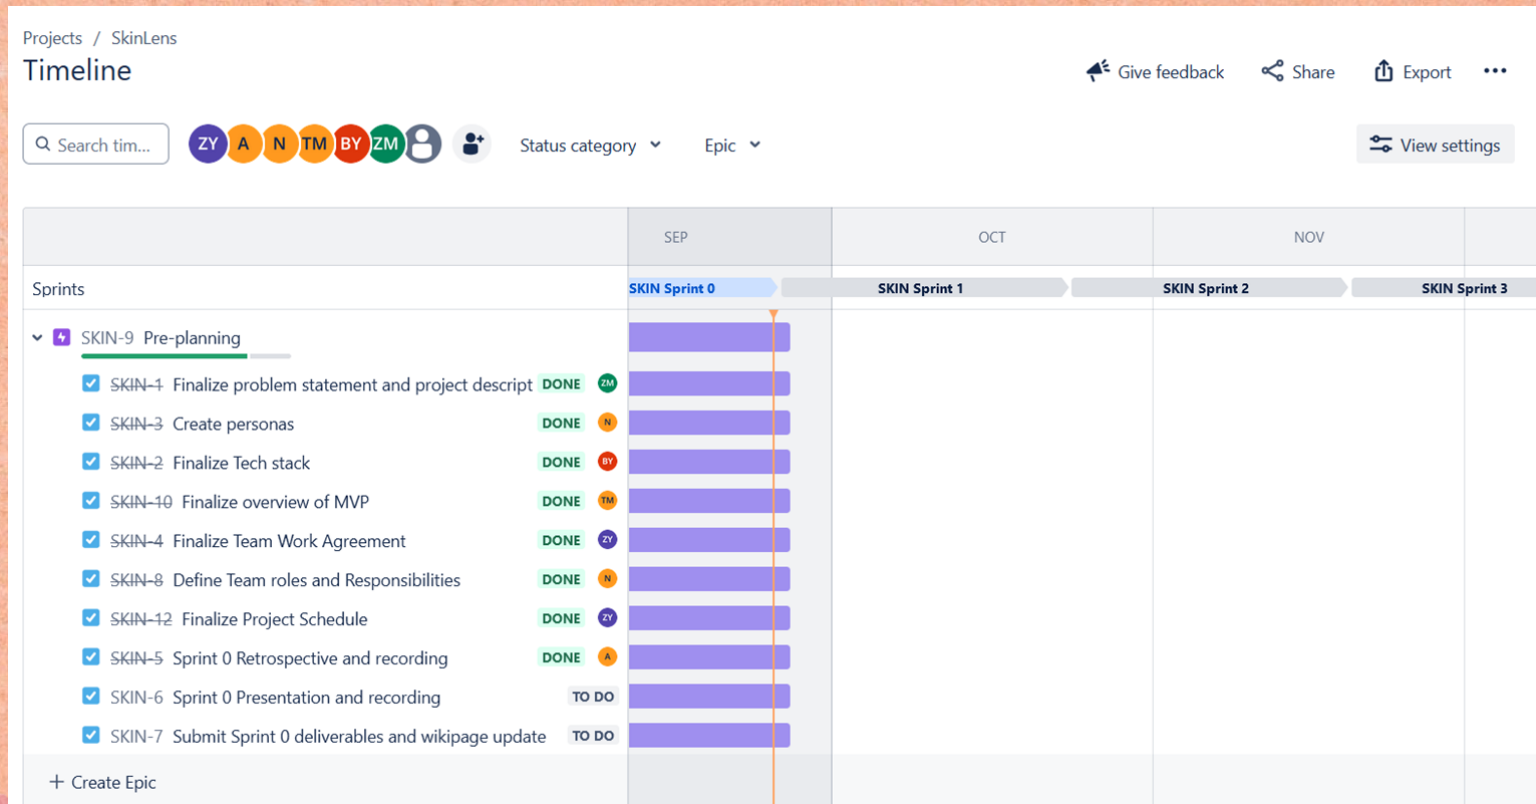 Projects / SkinLens
Timeline
Give feedback
Share
Export
Search tim...
ZY A N TM BY ZM
Status category
Epic
View settings
SEP OCT NOV
Sprints SKIN Sprint 0 SKIN Sprint 1 SKIN Sprint 2 SKIN Sprint 3
SKIN-9 Pre-planning
SKIN-1 Finalize problem statement and project descript DONE ZM
SKIN-3 Create personas DONE N
SKIN-2 Finalize Tech stack DONE BY
SKIN-10 Finalize overview of MVP DONE TM
SKIN-4 Finalize Team Work Agreement DONE ZY
SKIN-8 Define Team roles and Responsibilities DONE N
SKIN-12 Finalize Project Schedule DONE ZY
SKIN-5 Sprint 0 Retrospective and recording DONE A
SKIN-6 Sprint 0 Presentation and recording TO DO
SKIN-7 Submit Sprint 0 deliverables and wikipage update TO DO
+ Create Epic